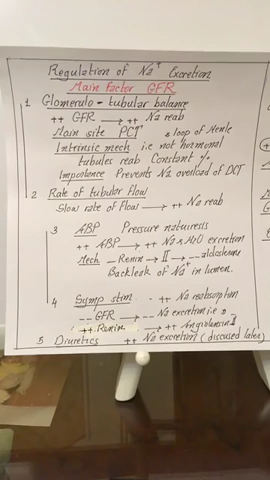 Regulation of Na+ Excretion
Main factor GFR
1 Glomerulo - tubular balance
++ GFR → ++ Na reab
Main site PCT & loop of Henle
Intrinsic mech i.e not hormonal
tubules reab Constant %
Importance Prevents Na overload of DCT
2 Rate of tubular flow
Slow rate of Flow → ++ Na reab
3 ABP Pressure natriuresis
++ ABP → ++ Na & H2O excretion
Mech - Renin → II → -- aldosterone
Backleak of Na+ in lumen.
4 Symp stim - ++ Na reabsorption
-- GFR → -- Na excretion i.e
++ Renin → ++ Angiotensin II
5 Diuretics ++ Na+ excretion (discused later)